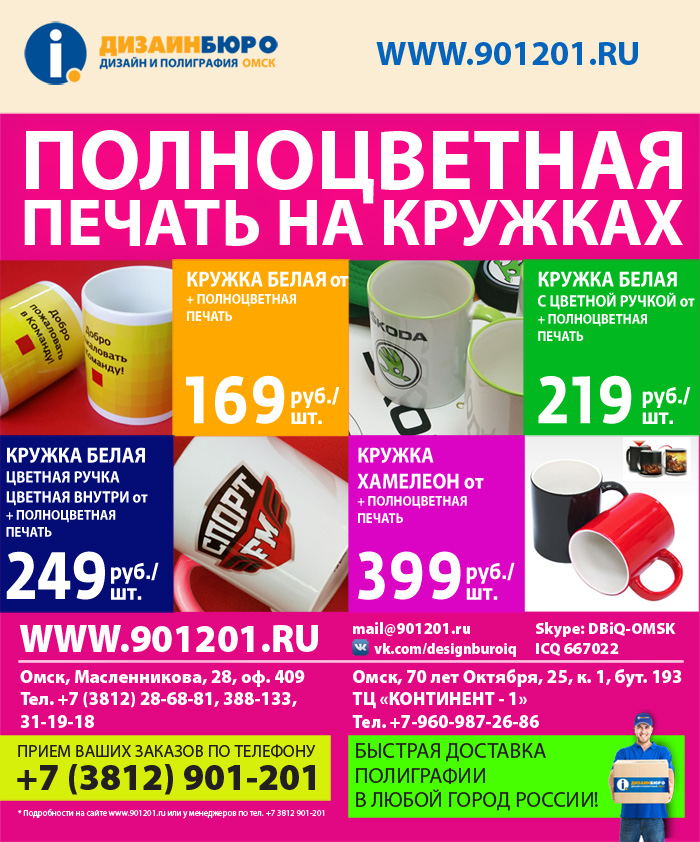 ДИЗАЙНБЮРО
ДИЗАЙН И ПОЛИГРАФИЯ ОМСК
WWW.901201.RU
ПОЛНОЦВЕТНАЯ
ПЕЧАТЬ НА КРУЖКАХ
Добро
пожаловать
в Команду!
Добро
пожаловать
Команду!
КРУЖКА БЕЛАЯ от
+ ПОЛНОЦВЕТНАЯ
ПЕЧАТЬ
169 руб./
шт.
ŠKODA
КРУЖКА БЕЛАЯ
С ЦВЕТНОЙ РУЧКОЙ от
+ ПОЛНОЦВЕТНАЯ
ПЕЧАТЬ
219 руб./
шт.
КРУЖКА БЕЛАЯ
ЦВЕТНАЯ РУЧКА
ЦВЕТНАЯ ВНУТРИ от
+ ПОЛНОЦВЕТНАЯ
ПЕЧАТЬ
249 руб./
шт.
СПОРТ
FM
КРУЖКА
ХАМЕЛЕОН от
+ ПОЛНОЦВЕТНАЯ
ПЕЧАТЬ
399 руб./
шт.
WWW.901201.RU
mail@901201.ru
vk.com/designburoiq
Skype: DBiQ-OMSK
ICQ 667022
Омск, Масленникова, 28, оф. 409
Тел. +7 (3812) 28-68-81, 388-133,
31-19-18
Омск, 70 лет Октября, 25, к. 1, бут. 193
ТЦ «КОНТИНЕНТ - 1»
Тел. +7-960-987-26-86
ПРИЕМ ВАШИХ ЗАКАЗОВ ПО ТЕЛЕФОНУ
+7 (3812) 901-201
* Подробности на сайте www.901201.ru или у менеджеров по тел. +7 3812 901-201
БЫСТРАЯ ДОСТАВКА
ПОЛИГРАФИИ
В ЛЮБОЙ ГОРОД РОССИИ!
ДИЗАЙНБЮРО